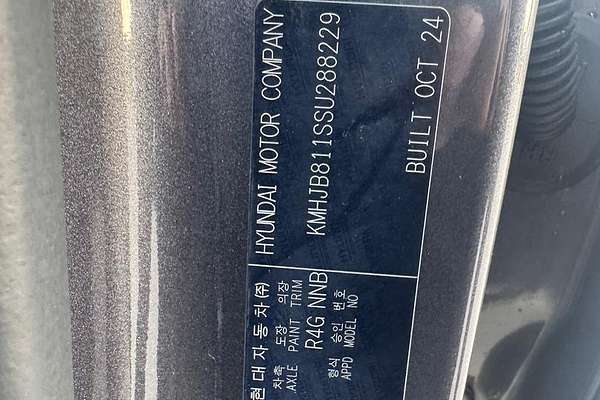 현대자동차(주) HYUNDAI MOTOR COMPANY
차축 도장 의장
AXLE PAINT TRIM
R4G NNB KMHJB811SSU288229
형식 승인 번호
APPD MODEL NO
BUILT OCT 24